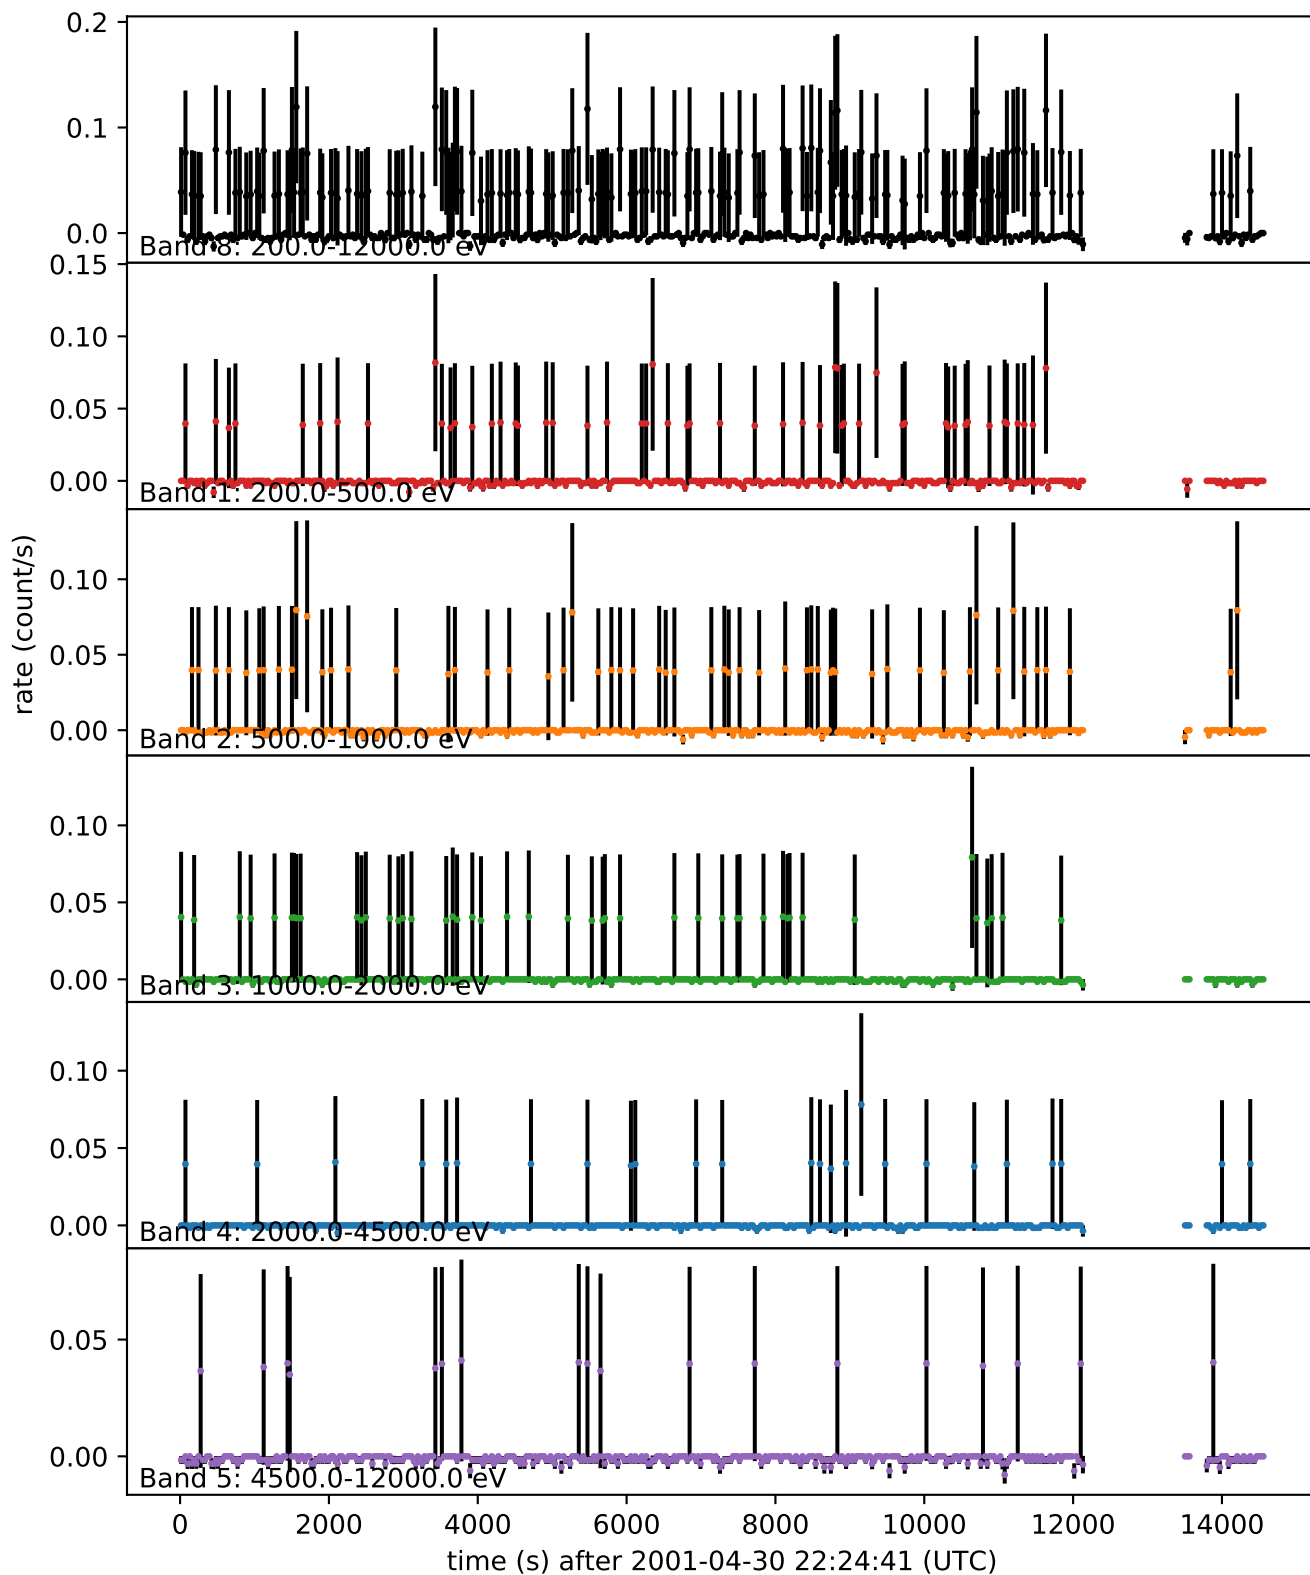 0.2
0.1
0.0
Band 8: 200.0-12000.0 eV
0.15
0.10
0.05
0.00
Band 1: 200.0-500.0 eV
0.10
0.05
0.00
Band 2: 500.0-1000.0 eV
rate (count/s)
0.10
0.05
0.00
Band 3: 1000.0-2000.0 eV
0.10
0.05
0.00
Band 4: 2000.0-4500.0 eV
0.05
0.00
Band 5: 4500.0-12000.0 eV
0 2000 4000 6000 8000 10000 12000 14000
time (s) after 2001-04-30 22:24:41 (UTC)